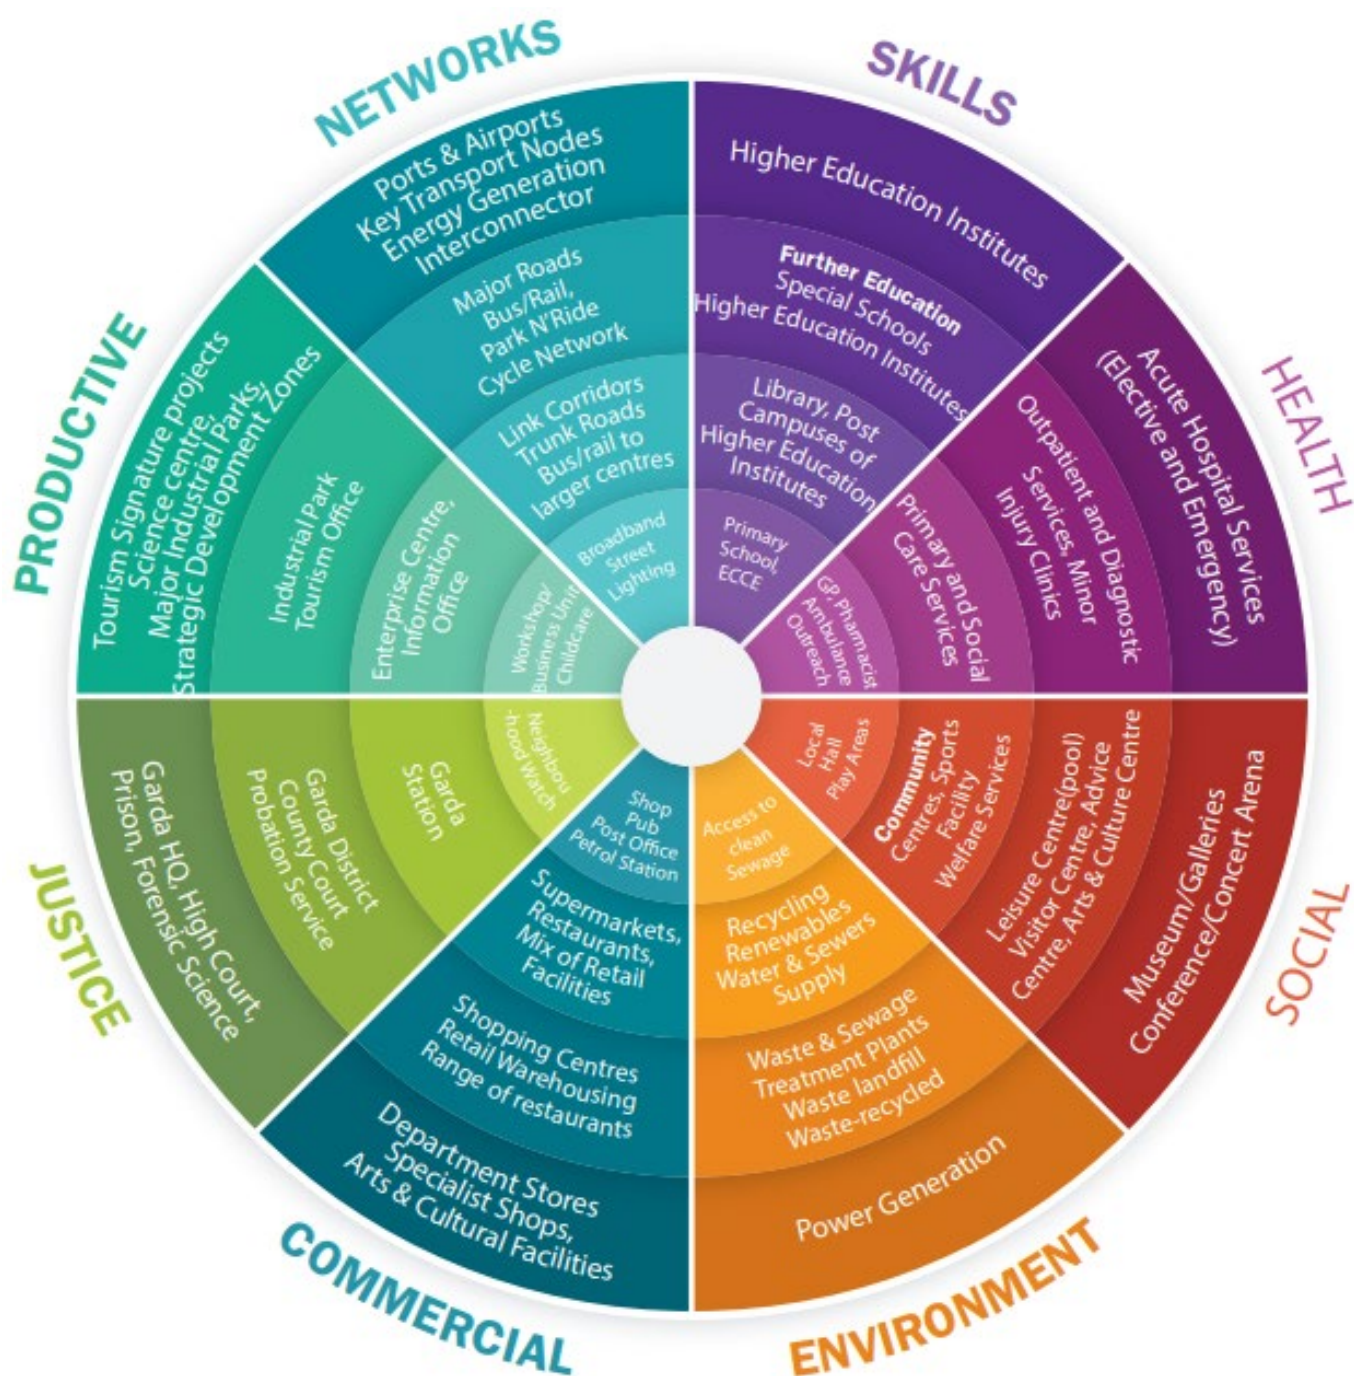 NETWORKS
Ports & Airports
Key Transport Nodes
Energy Generation
Interconnector
Major Roads
Bus/Rail,
Park N'Ride
Cycle Network
Link Corridors
Trunk Roads
Bus/rail to
larger centres
Broadband
Street
Lighting
SKILLS
Higher Education Institutes
Further Education
Special Schools
Higher Education Institutes
Library, Post
Campuses of
Higher Education
Institutes
Primary
School,
ECCE
HEALTH
Acute Hospital Services
(Elective and Emergency)
Outpatient and Diagnostic
Services, Minor
Injury Clinics
Primary and Social
Care Services
GP Pharmacist
Ambulance
Outreach
SOCIAL
Museum/Galleries
Conference/Concert Arena
Leisure Centre(pool)
Visitor Centre, Advice
Centre, Arts & Culture Centre
Community
Centres, Sports
Facility
Welfare Services
Local
Hall
Play Areas
ENVIRONMENT
Power Generation
Waste & Sewage
Treatment Plants
Waste landfill
Waste-recycled
Recycling
Renewables
Water & Sewers
Supply
Access to
clean
Sewage
COMMERCIAL
Department Stores
Specialist Shops,
Arts & Cultural Facilities
Shopping Centres
Retail Warehousing
Range of restaurants
Supermarkets,
Restaurants,
Mix of Retail
Facilities
Shop
Pub
Post Office
Petrol Station
JUSTICE
Garda HQ, High Court,
Prison, Forensic Science
Garda District
County Court
Probation Service
Garda
Station
Neighbou
-hood Watch
PRODUCTIVE
Tourism Signature projects
Science centre,
Major Industrial Parks,
Strategic Development Zones
Industrial Park
Tourism Office
Enterprise Centre,
Information
Office
Workshop/
Business Unit
Childcare